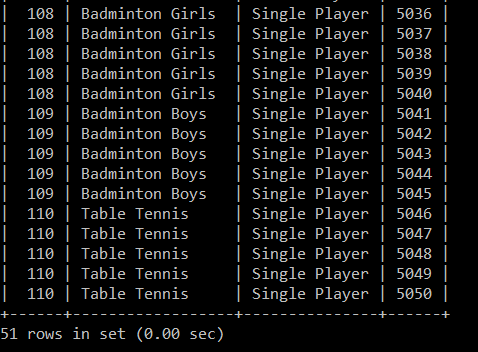 |  108 | Badminton Girls  | Single Player | 5036 |
|  108 | Badminton Girls  | Single Player | 5037 |
|  108 | Badminton Girls  | Single Player | 5038 |
|  108 | Badminton Girls  | Single Player | 5039 |
|  108 | Badminton Girls  | Single Player | 5040 |
|  109 | Badminton Boys   | Single Player | 5041 |
|  109 | Badminton Boys   | Single Player | 5042 |
|  109 | Badminton Boys   | Single Player | 5043 |
|  109 | Badminton Boys   | Single Player | 5044 |
|  109 | Badminton Boys   | Single Player | 5045 |
|  110 | Table Tennis     | Single Player | 5046 |
|  110 | Table Tennis     | Single Player | 5047 |
|  110 | Table Tennis     | Single Player | 5048 |
|  110 | Table Tennis     | Single Player | 5049 |
|  110 | Table Tennis     | Single Player | 5050 |
+------+------------------+---------------+------+
51 rows in set (0.00 sec)